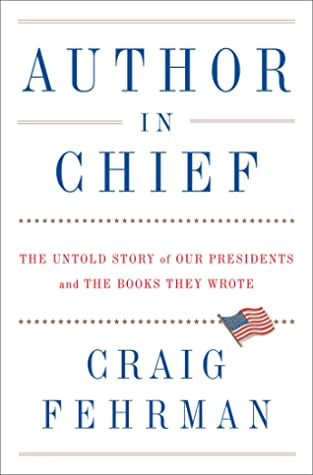 AUTHOR
IN
CHIEF
THE UNTOLD STORY of OUR PRESIDENTS
and THE BOOKS THEY WROTE
CRAIG
FEHRMAN